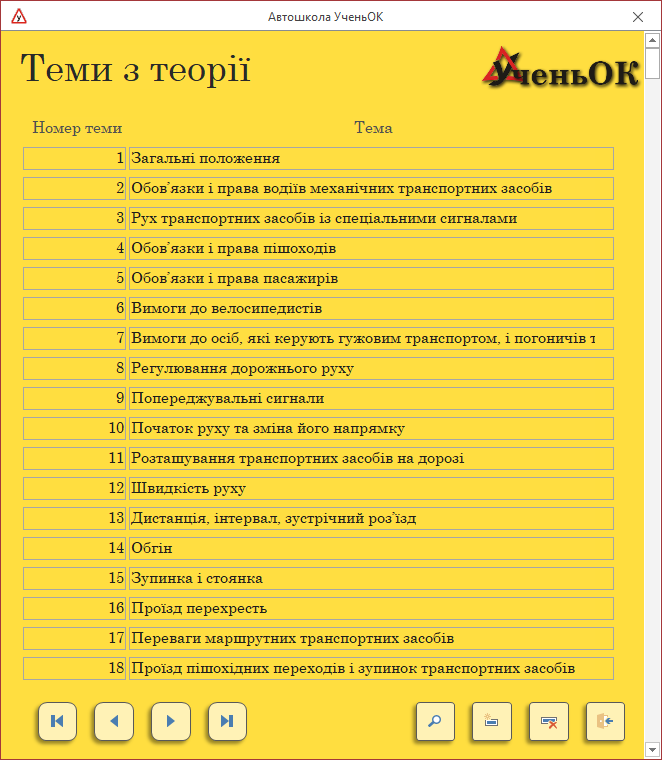 Автошкола УченьОК
Теми з теорії
УченьОК
Номер теми Тема
1 Загальні положення
2 Обов'язки і права водіїв механічних транспортних засобів
3 Рух транспортних засобів із спеціальними сигналами
4 Обов'язки і права пішоходів
5 Обов'язки і права пасажирів
6 Вимоги до велосипедистів
7 Вимоги до осіб, які керують гужовим транспортом, і погоничів т
8 Регулювання дорожнього руху
9 Попереджувальні сигнали
10 Початок руху та зміна його напрямку
11 Розташування транспортних засобів на дорозі
12 Швидкість руху
13 Дистанція, інтервал, зустрічний роз'їзд
14 Обгін
15 Зупинка і стоянка
16 Проїзд перехресть
17 Переваги маршрутних транспортних засобів
18 Проїзд пішохідних переходів і зупинок транспортних засобів